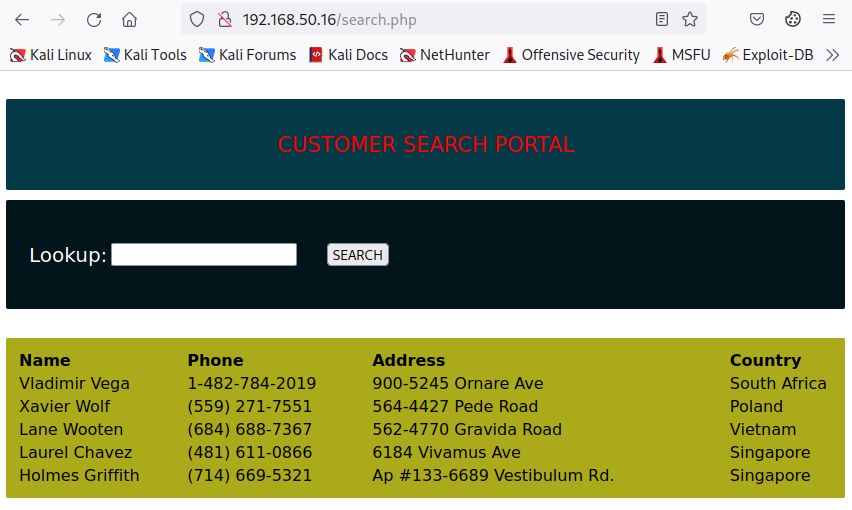 192.168.50.16/search.php
Kali Linux Kali Tools Kali Forums Kali Docs NetHunter Offensive Security MSFU Exploit-DB
CUSTOMER SEARCH PORTAL
Lookup: SEARCH
Name Phone Address Country
Vladimir Vega 1-482-784-2019 900-5245 Ornare Ave South Africa
Xavier Wolf (559) 271-7551 564-4427 Pede Road Poland
Lane Wooten (684) 688-7367 562-4770 Gravida Road Vietnam
Laurel Chavez (481) 611-0866 6184 Vivamus Ave Singapore
Holmes Griffith (714) 669-5321 Ap #133-6689 Vestibulum Rd. Singapore